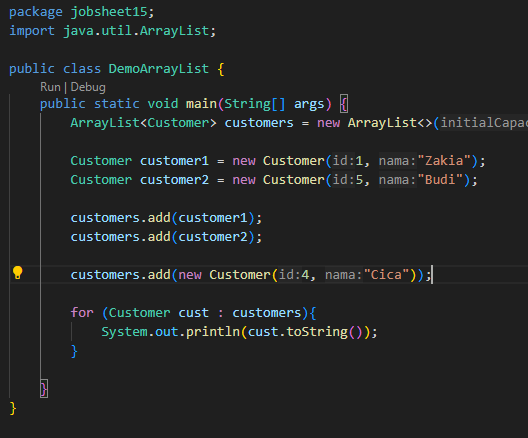 package jobsheet15;
import java.util.ArrayList;
public class DemoArrayList {
Run | Debug
public static void main(String[] args) {
ArrayList<Customer> customers = new ArrayList<>(initialCapac
Customer customer1 = new Customer(id:1, nama:"Zakia");
Customer customer2 = new Customer(id:5, nama:"Budi");
customers.add(customer1);
customers.add(customer2);
customers.add(new Customer(id:4, nama:"Cica"));
for (Customer cust : customers){
System.out.println(cust.toString());
}
}
}